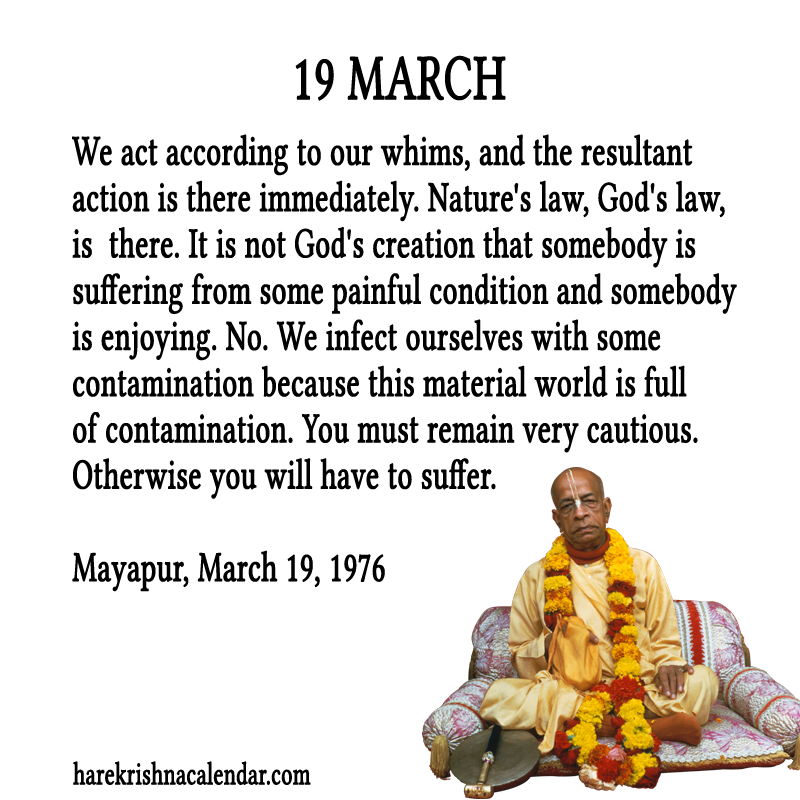 19 MARCH
We act according to our whims, and the resultant
action is there immediately. Nature's law, God's law,
is  there. It is not God's creation that somebody is
suffering from some painful condition and somebody
is enjoying. No. We infect ourselves with some
contamination because this material world is full
of contamination. You must remain very cautious.
Otherwise you will have to suffer.
Mayapur, March 19, 1976
harekrishnacalendar.com